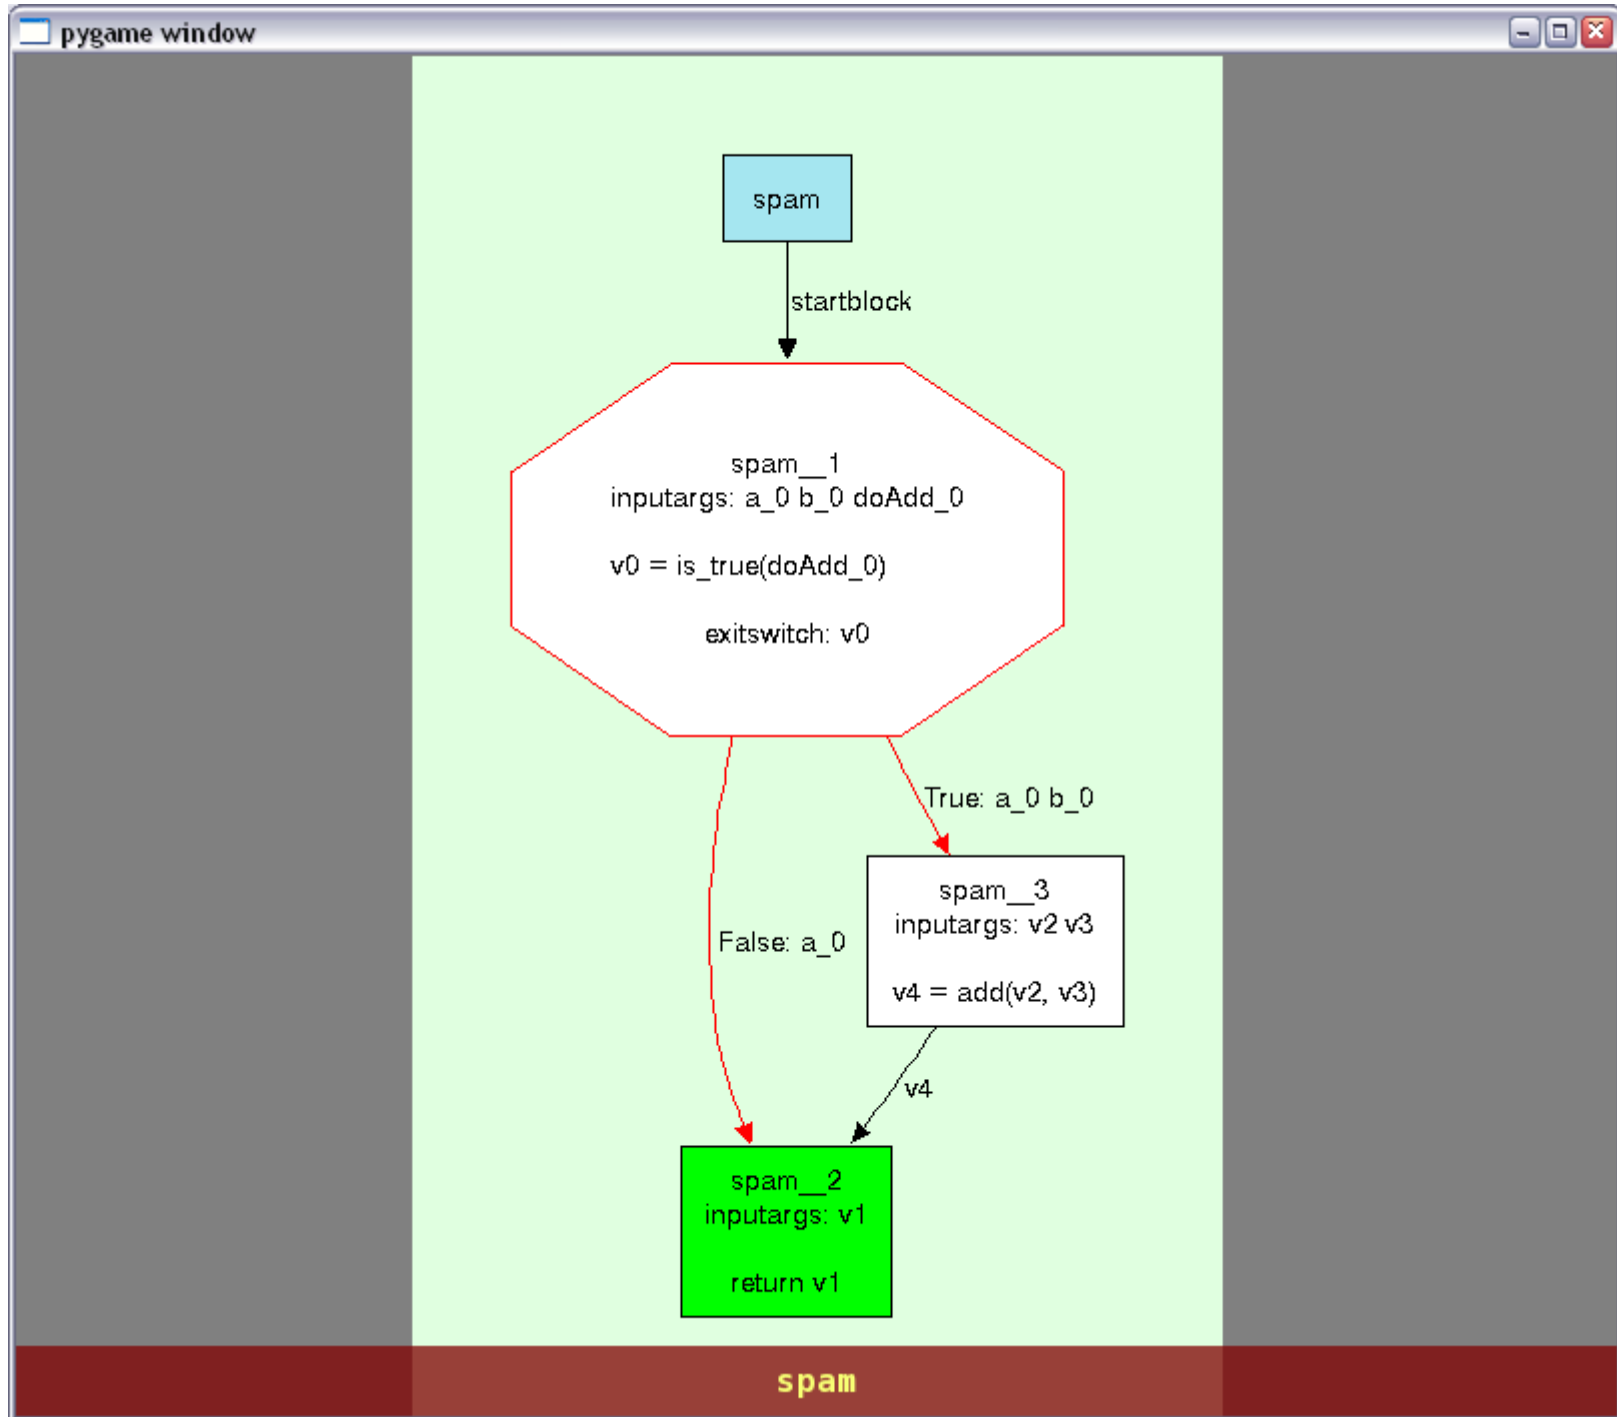 pygame window
spam
startblock
spam__1
inputargs: a_0 b_0 doAdd_0
v0 = is_true(doAdd_0)
exitswitch: v0
True: a_0 b_0
spam__3
inputargs: v2 v3
False: a_0
v4 = add(v2, v3)
v4
spam__2
inputargs: v1
return v1
spam